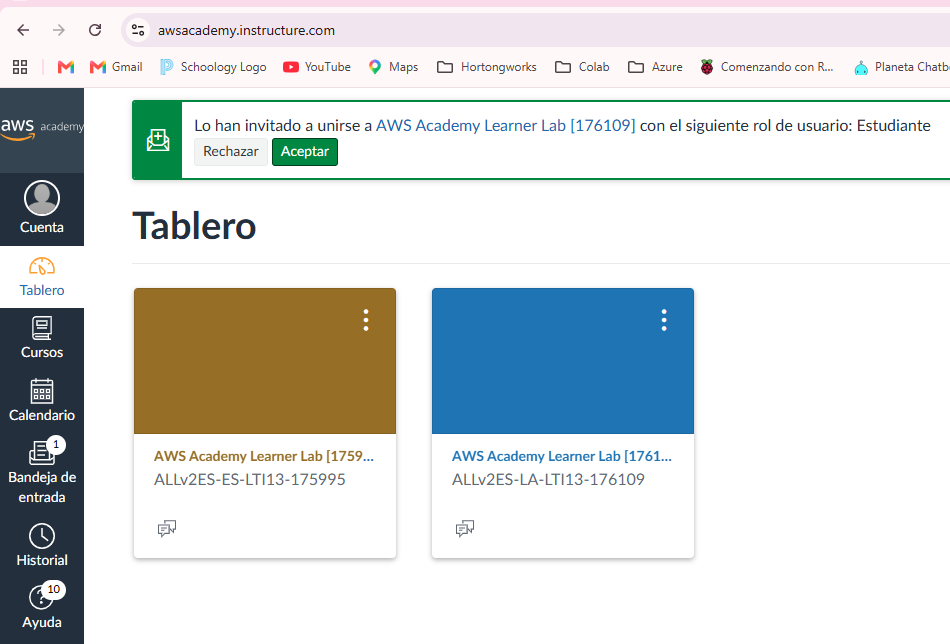 awsacademy.instructure.com
Gmail
Schoology Logo
YouTube
Maps
Hortongworks
Colab
Azure
Comenzando con R...
Planeta Chatb
aws academy
Lo han invitado a unirse a AWS Academy Learner Lab [176109] con el siguiente rol de usuario: Estudiante
Rechazar
Aceptar
Cuenta
Tablero
Tablero
Cursos
Calendario
1
Bandeja de
entrada
Historial
10
Ayuda
AWS Academy Learner Lab [1759...
ALLv2ES-ES-LTI13-175995
AWS Academy Learner Lab [1761...
ALLv2ES-LA-LTI13-176109